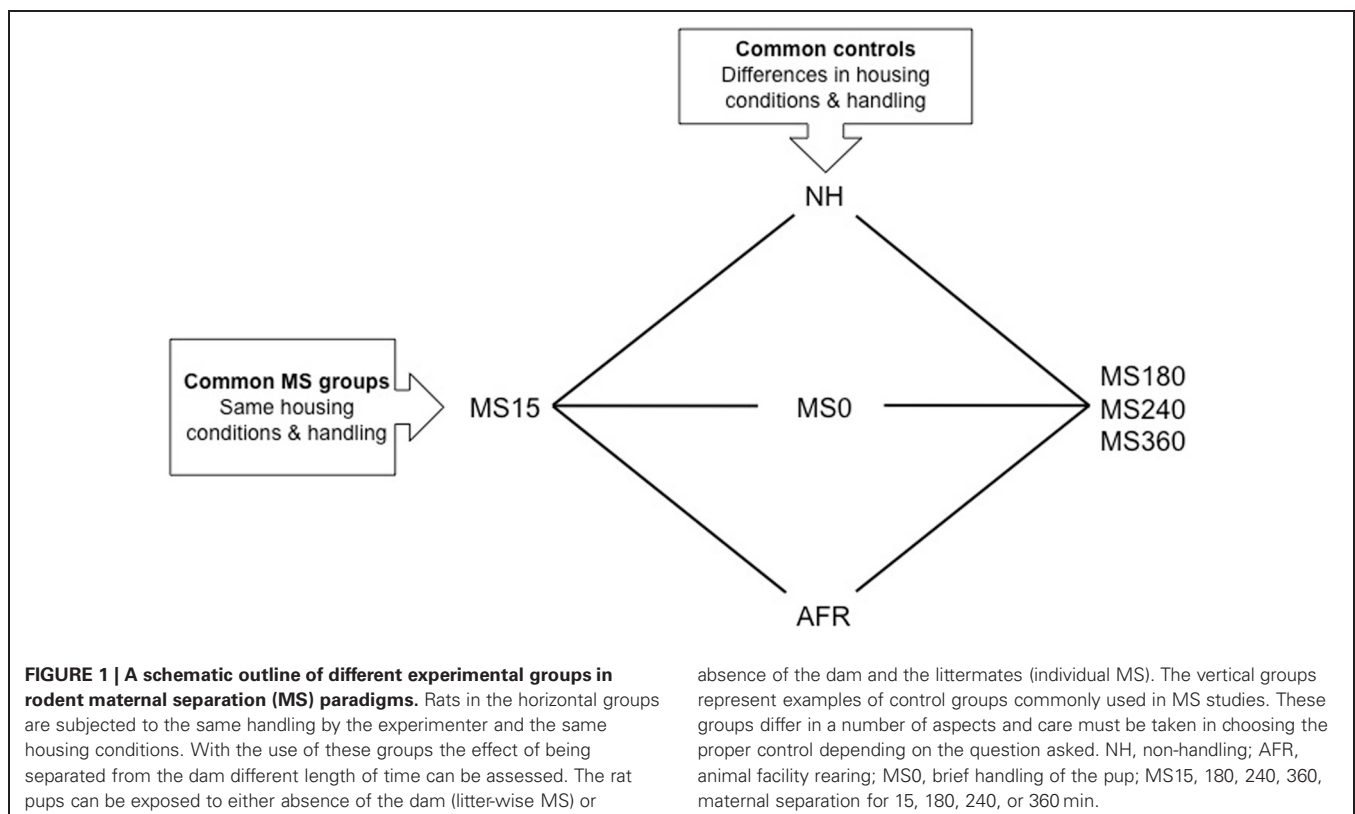 Common controls
Differences in housing
conditions & handling
NH
Common MS groups
Same housing
conditions & handling
MS15
MS0
MS180
MS240
MS360
AFR
FIGURE 1 | A schematic outline of different experimental groups in
rodent maternal separation (MS) paradigms. Rats in the horizontal groups
are subjected to the same handling by the experimenter and the same
housing conditions. With the use of these groups the effect of being
separated from the dam different length of time can be assessed. The rat
pups can be exposed to either absence of the dam (litter-wise MS) or
absence of the dam and the littermates (individual MS). The vertical groups
represent examples of control groups commonly used in MS studies. These
groups differ in a number of aspects and care must be taken in choosing the
proper control depending on the question asked. NH, non-handling; AFR,
animal facility rearing; MS0, brief handling of the pup; MS15, 180, 240, 360,
maternal separation for 15, 180, 240, or 360 min.